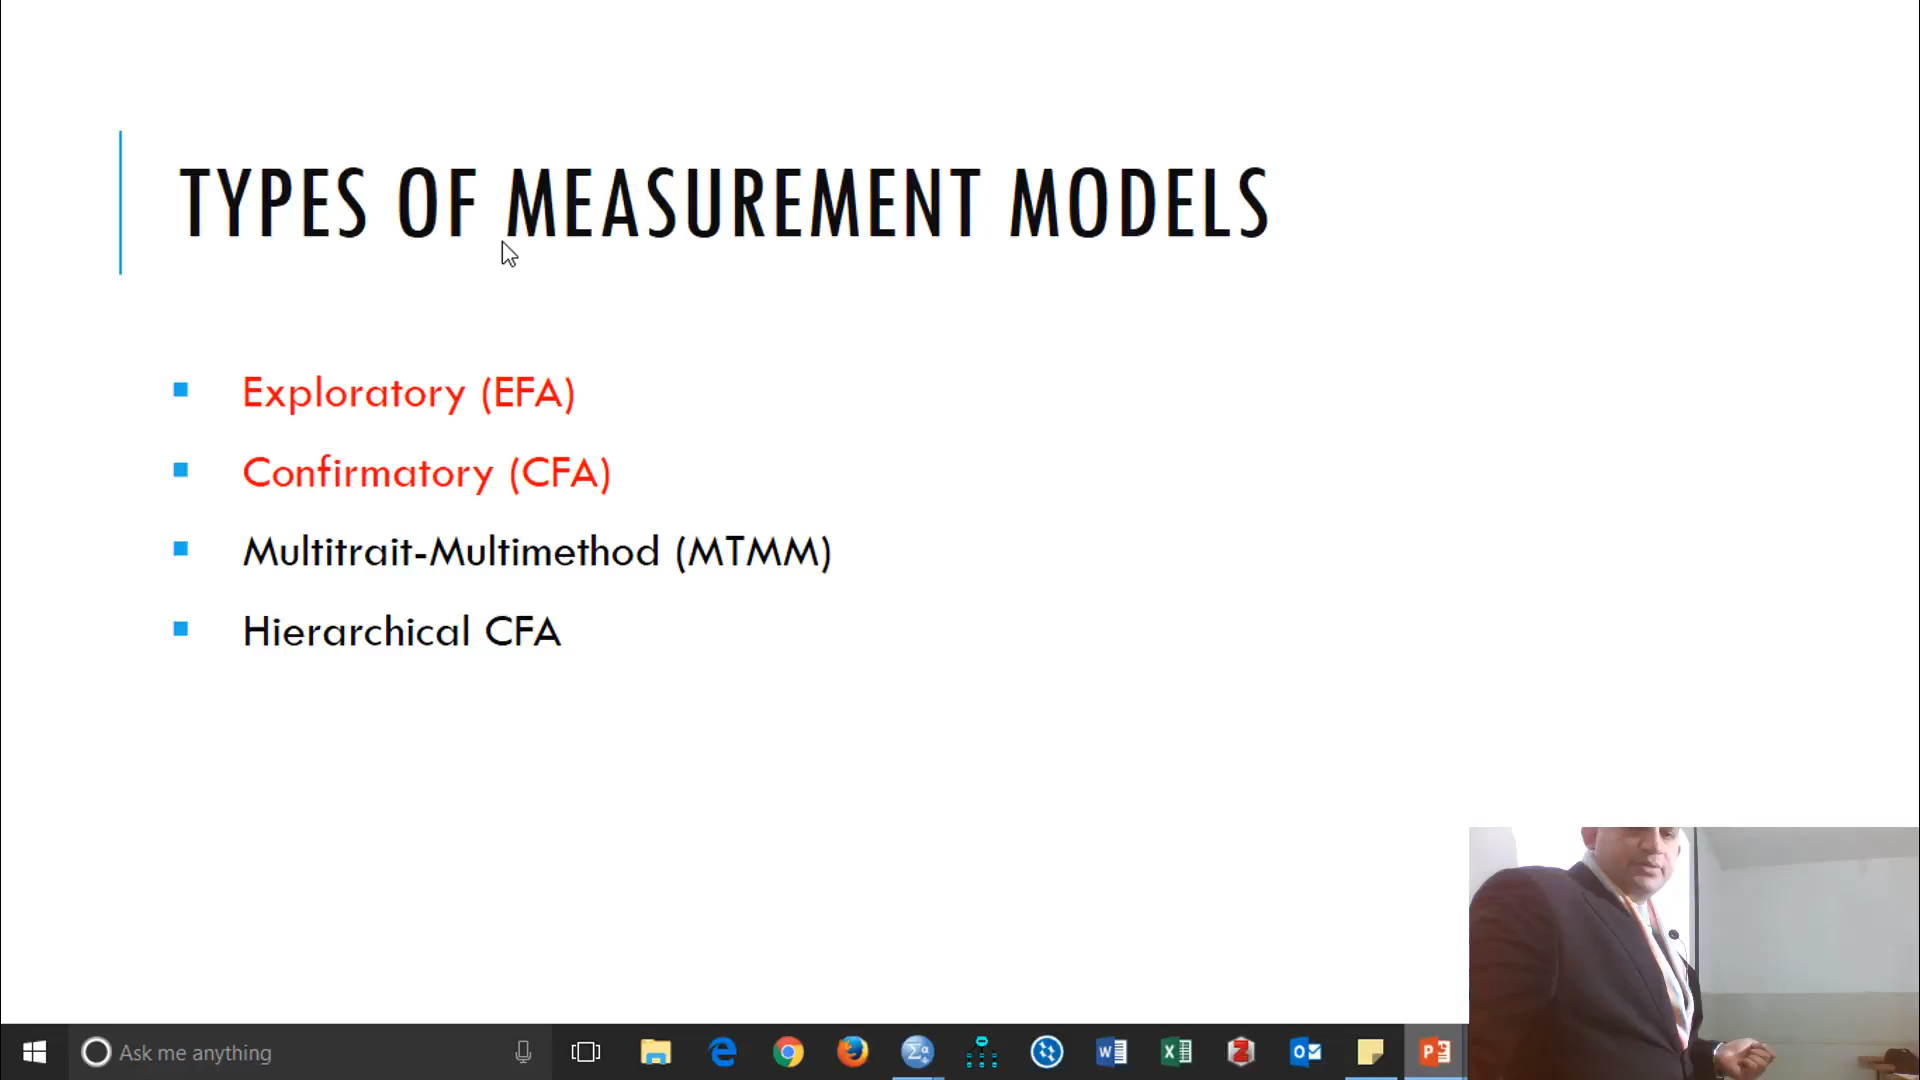 TYPES OF MEASUREMENT MODELS
Exploratory (EFA)
Confirmatory (CFA)
Multitrait-Multimethod (MTMM)
Hierarchical CFA
Ask me anything